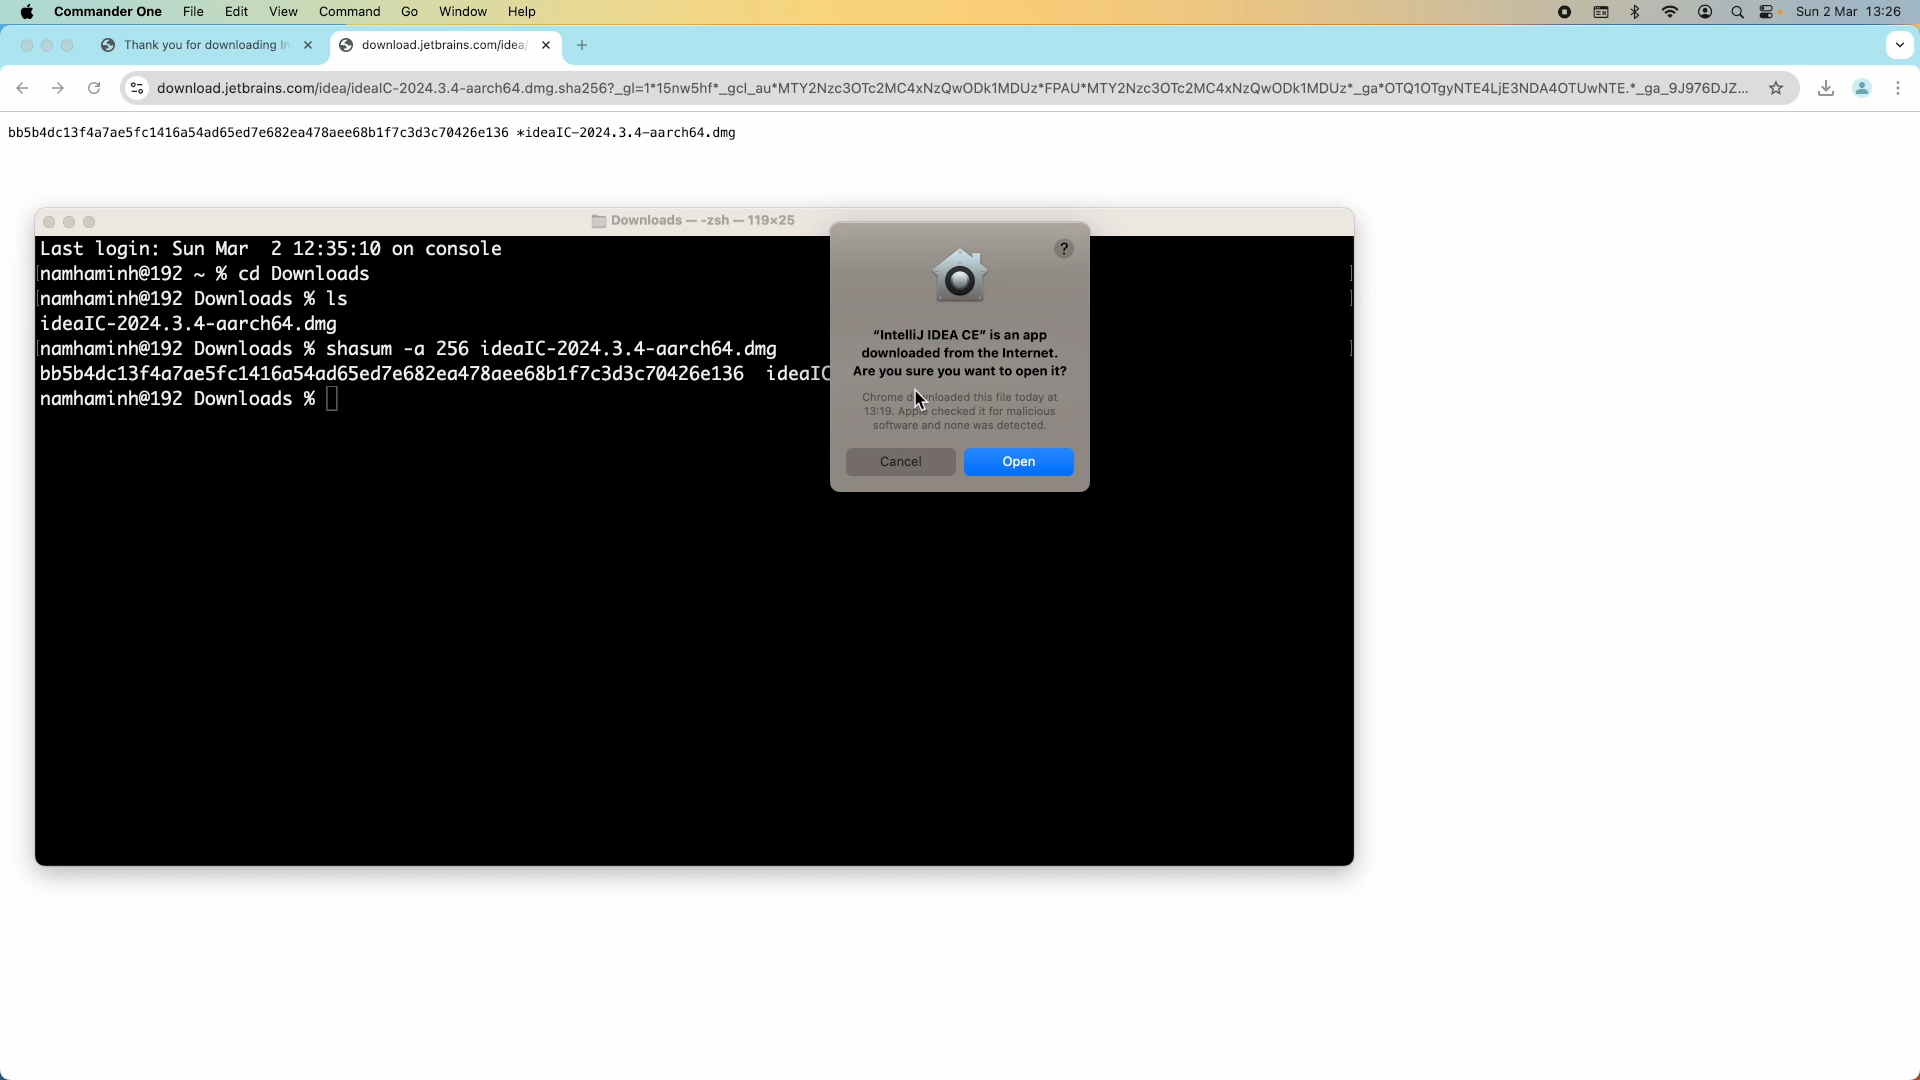 Commander One File Edit View Command Go Window Help Sun 2 Mar 13:26
Thank you for downloading In download.jetbrains.com/idea/
download.jetbrains.com/idea/ideaIC-2024.3.4-aarch64.dmg.sha256?_gl=1*15nw5hf*_gcl_au*MTY2Nzc3OTc2MC4xNzQwODk1MDUz*FPAU*MTY2Nzc3OTc2MC4xNzQwODk1MDUz*_ga*OTQ1OTgyNTE4LjE3NDA4OTUwNTE.*_ga_9J976DJZ...
bb5b4dc13f4a7ae5fc1416a54ad65ed7e682ea478aee68b1f7c3d3c70426e136 *ideaIC-2024.3.4-aarch64.dmg
Downloads — -zsh — 119×25
Last login: Sun Mar 2 12:35:10 on console
[namhaminh@192 ~ % cd Downloads ]
[namhaminh@192 Downloads % ls ]
ideaIC-2024.3.4-aarch64.dmg
[namhaminh@192 Downloads % shasum -a 256 ideaIC-2024.3.4-aarch64.dmg ]
bb5b4dc13f4a7ae5fc1416a54ad65ed7e682ea478aee68b1f7c3d3c70426e136 ideaIC
namhaminh@192 Downloads %
?
“IntelliJ IDEA CE” is an app
downloaded from the Internet.
Are you sure you want to open it?
Chrome downloaded this file today at
13:19. Apple checked it for malicious
software and none was detected.
Cancel Open